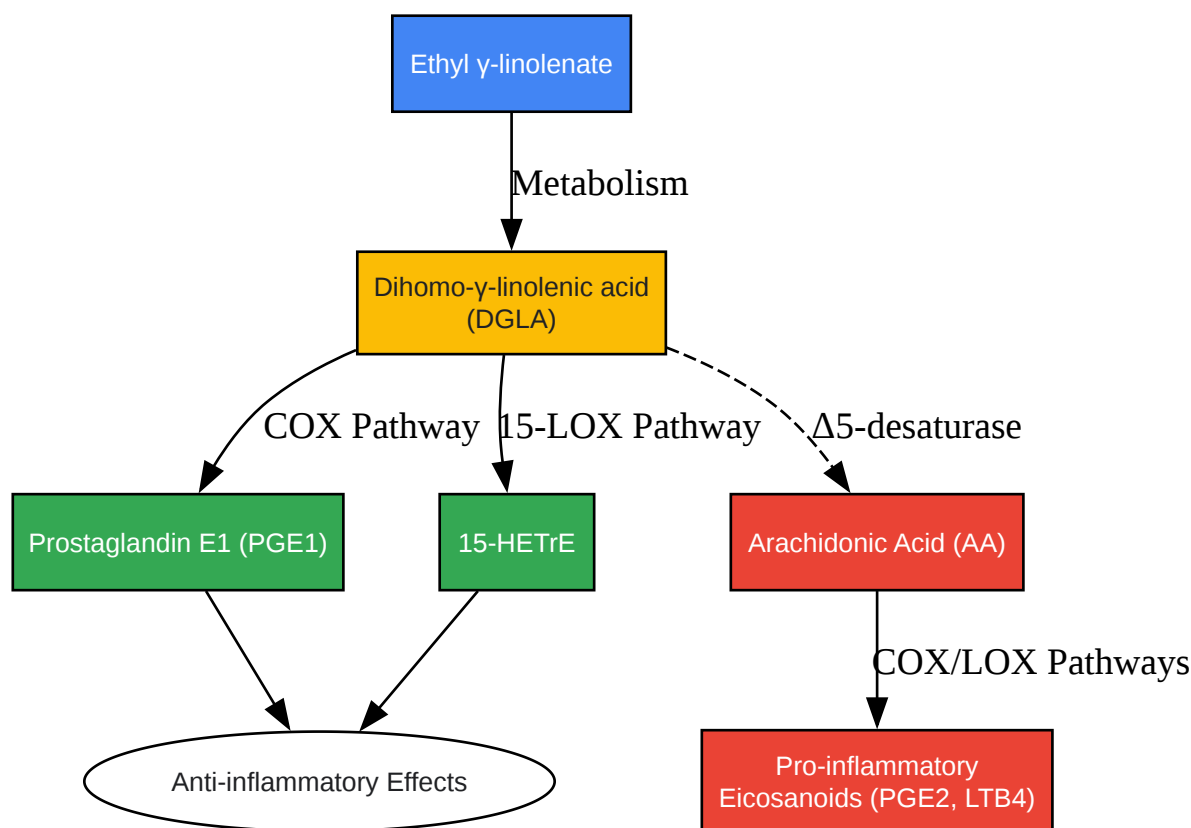 Ethyl γ-linolenate
Metabolism
Dihomo-γ-linolenic acid
(DGLA)
COX Pathway
15-LOX Pathway
Δ5-desaturase
Prostaglandin E1 (PGE1)
15-HETrE
Arachidonic Acid (AA)
COX/LOX Pathways
Anti-inflammatory Effects
Pro-inflammatory
Eicosanoids (PGE2, LTB4)